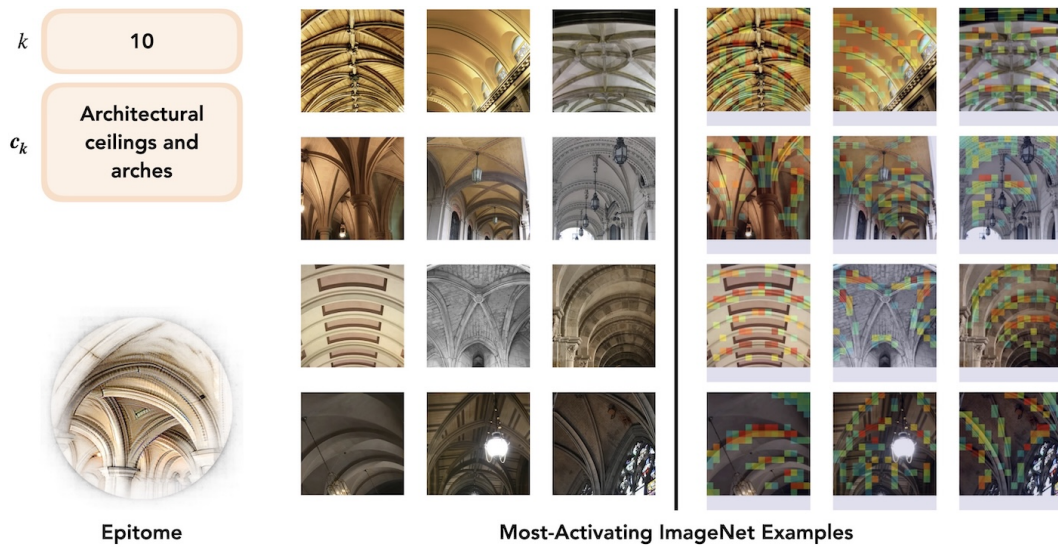 k
10
c_k
Architectural
ceilings and
arches
Epitome
Most-Activating ImageNet Examples